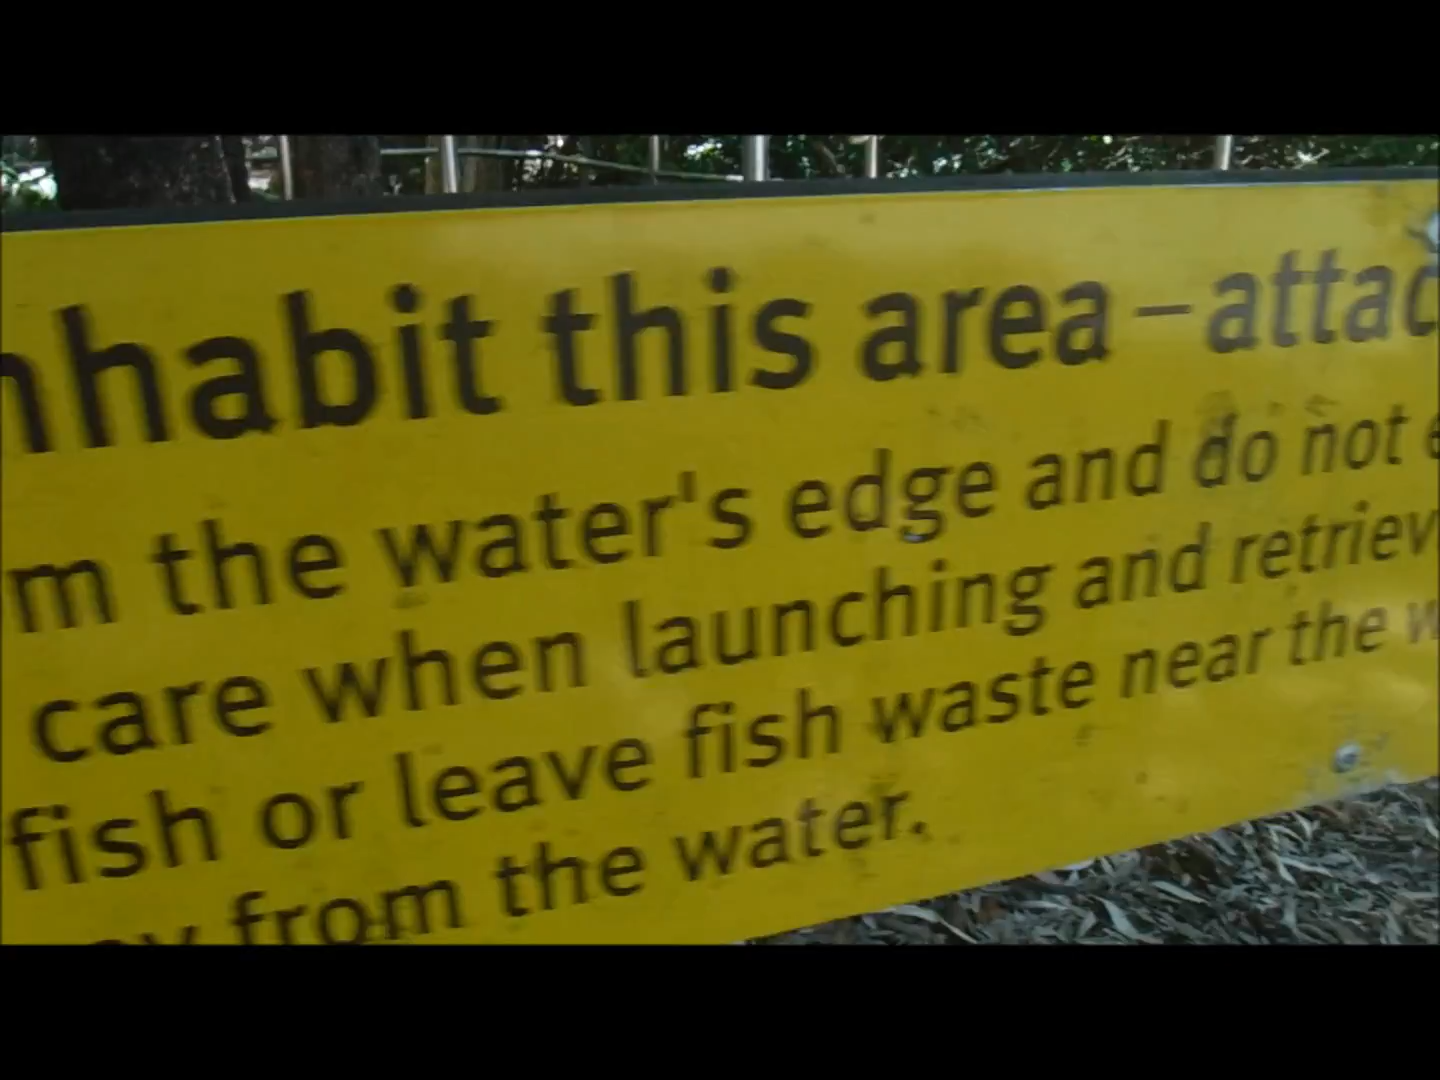 nhabit this area – attac
m the water's edge and do not e
care when launching and retriev
fish or leave fish waste near the w
ay from the water.